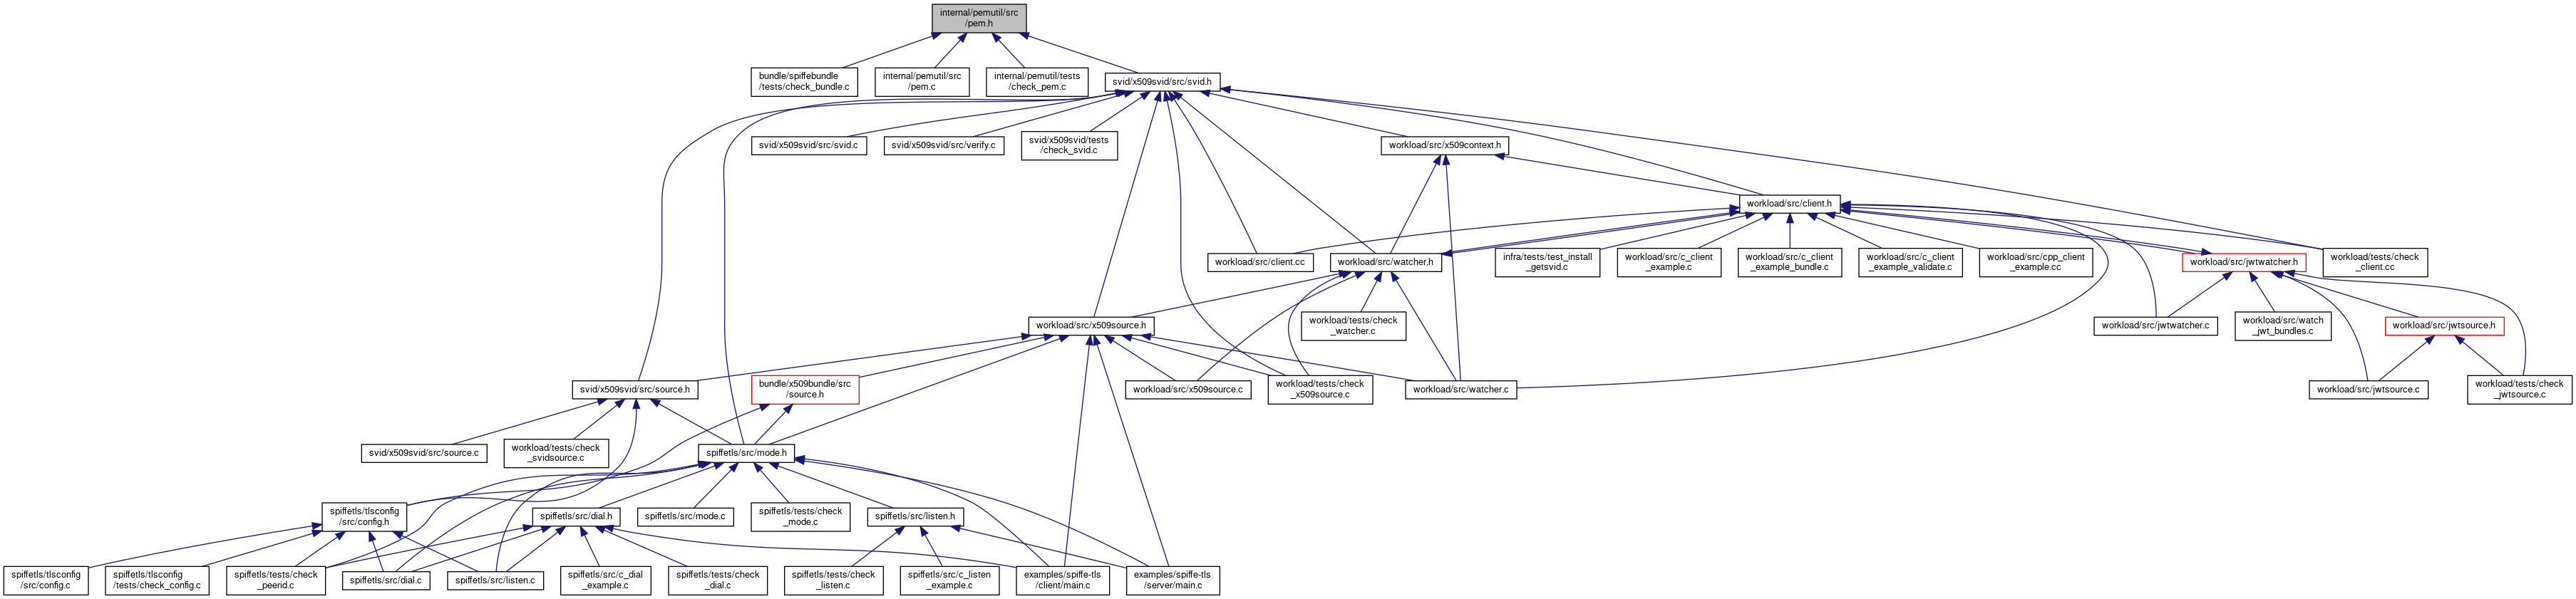 internal/pemutil/src
/pem.h
bundle/spiffebundle
/tests/check_bundle.c
internal/pemutil/src
/pem.c
internal/pemutil/tests
/check_pem.c
svid/x509svid/src/svid.h
svid/x509svid/src/svid.c
svid/x509svid/src/verify.c
svid/x509svid/tests
/check_svid.c
workload/src/x509context.h
workload/src/client.h
workload/src/client.cc
workload/src/watcher.h
infra/tests/test_install
_getsvid.c
workload/src/c_client
_example.c
workload/src/c_client
_example_bundle.c
workload/src/c_client
_example_validate.c
workload/src/cpp_client
_example.cc
workload/src/jwtwatcher.h
workload/tests/check
_client.cc
workload/src/x509source.h
workload/tests/check
_watcher.c
workload/src/jwtwatcher.c
workload/src/watch
_jwt_bundles.c
workload/src/jwtsource.h
svid/x509svid/src/source.h
bundle/x509bundle/src
/source.h
workload/src/x509source.c
workload/tests/check
_x509source.c
workload/src/watcher.c
workload/src/jwtsource.c
workload/tests/check
_jwtsource.c
svid/x509svid/src/source.c
workload/tests/check
_svidsource.c
spiffetls/src/mode.h
spiffetls/tlsconfig
/src/config.h
spiffetls/src/dial.h
spiffetls/src/mode.c
spiffetls/tests/check
_mode.c
spiffetls/src/listen.h
spiffetls/tlsconfig
/src/config.c
spiffetls/tlsconfig
/tests/check_config.c
spiffetls/tests/check
_peerid.c
spiffetls/src/dial.c
spiffetls/src/listen.c
spiffetls/src/c_dial
_example.c
spiffetls/tests/check
_dial.c
spiffetls/tests/check
_listen.c
spiffetls/src/c_listen
_example.c
examples/spiffe-tls
/client/main.c
examples/spiffe-tls
/server/main.c